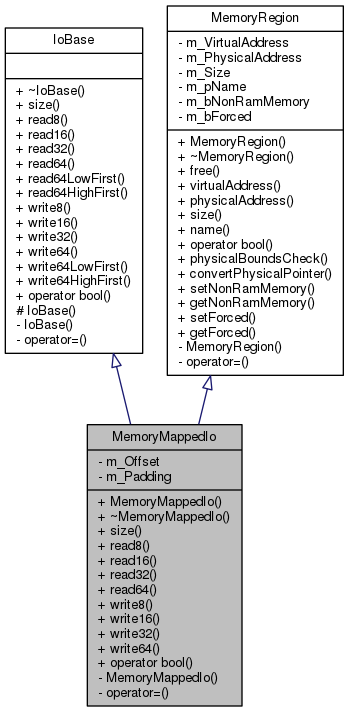 IoBase
+ ~IoBase()
+ size()
+ read8()
+ read16()
+ read32()
+ read64()
+ read64LowFirst()
+ read64HighFirst()
+ write8()
+ write16()
+ write32()
+ write64()
+ write64LowFirst()
+ write64HighFirst()
+ operator bool()
# IoBase()
- IoBase()
- operator=()
MemoryRegion
- m_VirtualAddress
- m_PhysicalAddress
- m_Size
- m_pName
- m_bNonRamMemory
- m_bForced
+ MemoryRegion()
+ ~MemoryRegion()
+ free()
+ virtualAddress()
+ physicalAddress()
+ size()
+ name()
+ operator bool()
+ physicalBoundsCheck()
+ convertPhysicalPointer()
+ setNonRamMemory()
+ getNonRamMemory()
+ setForced()
+ getForced()
- MemoryRegion()
- operator=()
MemoryMappedIo
- m_Offset
- m_Padding
+ MemoryMappedIo()
+ ~MemoryMappedIo()
+ size()
+ read8()
+ read16()
+ read32()
+ read64()
+ write8()
+ write16()
+ write32()
+ write64()
+ operator bool()
- MemoryMappedIo()
- operator=()